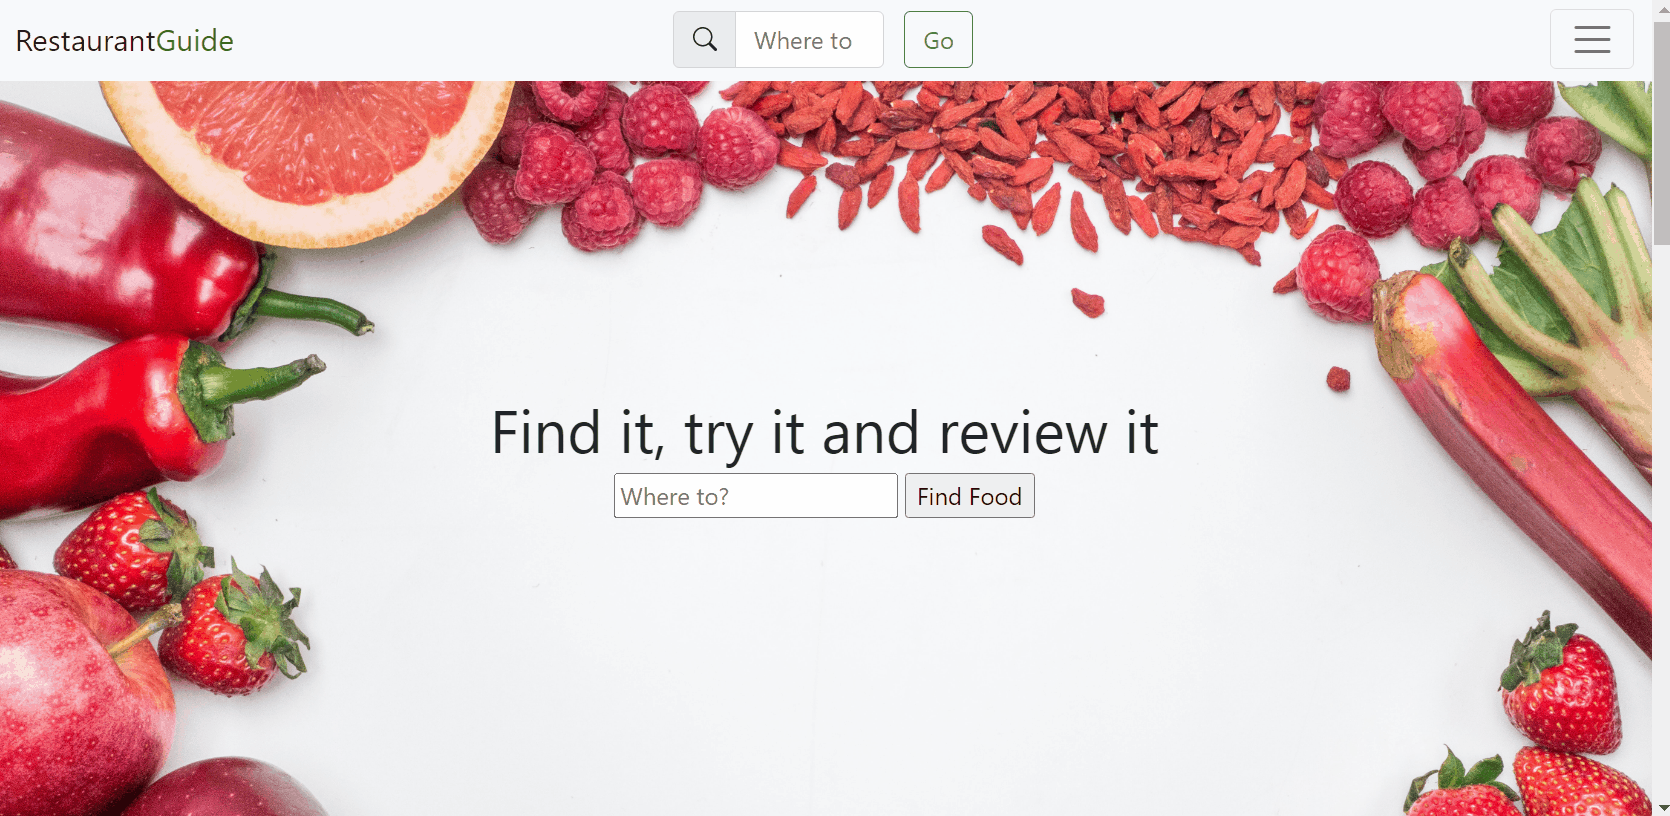 RestaurantGuide
Where to
Go
Find it, try it and review it
Where to?
Find Food